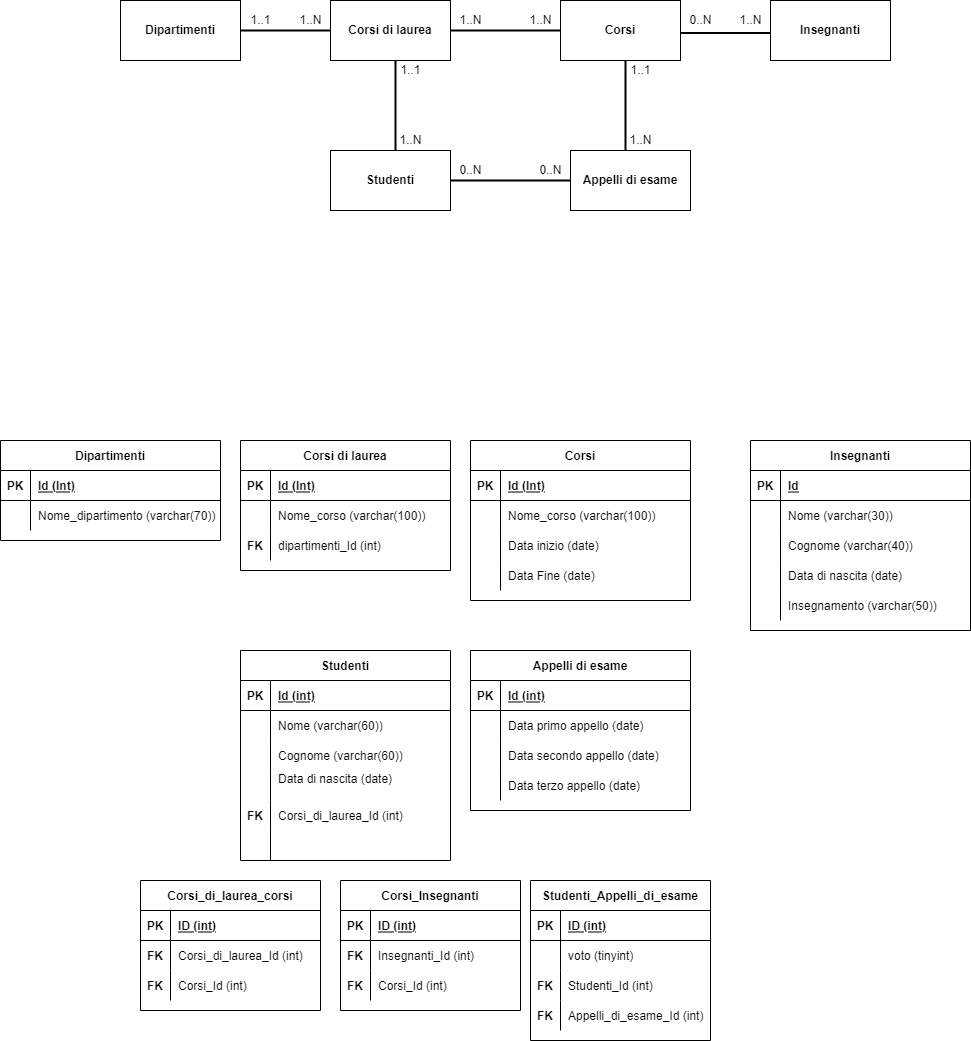 Dipartimenti
1..1
1..N
Corsi di laurea
1..N
1..N
Corsi
0..N
1..N
Insegnanti
1..1
1..1
1..N
1..N
Studenti
0..N
0..N
Appelli di esame
Dipartimenti
PK Id (Int)
Nome_dipartimento (varchar(70))
Corsi di laurea
PK Id (Int)
Nome_corso (varchar(100))
FK dipartimenti_Id (int)
Corsi
PK Id (Int)
Nome_corso (varchar(100))
Data inizio (date)
Data Fine (date)
Insegnanti
PK Id
Nome (varchar(30))
Cognome (varchar(40))
Data di nascita (date)
Insegnamento (varchar(50))
Studenti
PK Id (int)
Nome (varchar(60))
Cognome (varchar(60))
Data di nascita (date)
FK Corsi_di_laurea_Id (int)
Appelli di esame
PK Id (int)
Data primo appello (date)
Data secondo appello (date)
Data terzo appello (date)
Corsi_di_laurea_corsi
PK ID (int)
FK Corsi_di_laurea_Id (int)
FK Corsi_Id (int)
Corsi_Insegnanti
PK ID (int)
FK Insegnanti_Id (int)
FK Corsi_Id (int)
Studenti_Appelli_di_esame
PK ID (int)
voto (tinyint)
FK Studenti_Id (int)
FK Appelli_di_esame_Id (int)